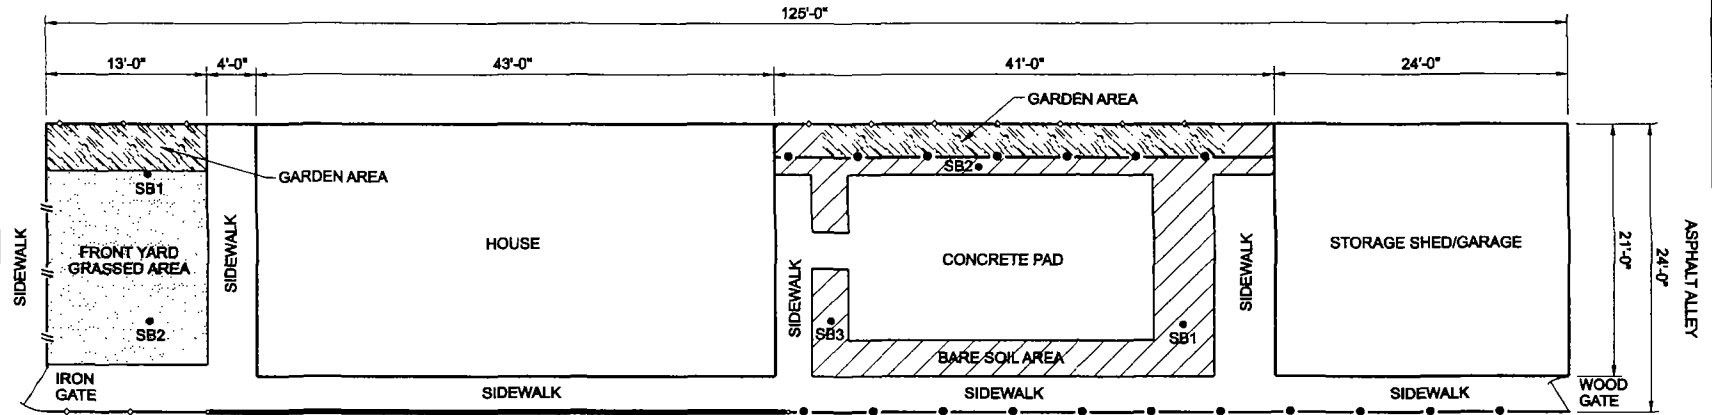 125'-0"
13'-0"
4'-0"
43'-0"
41'-0"
24'-0"
GARDEN AREA
GARDEN AREA
SB1
SB2
SIDEWALK
FRONT YARD
GRASSED AREA
SIDEWALK
HOUSE
SIDEWALK
CONCRETE PAD
SIDEWALK
STORAGE SHED/GARAGE
21'-0"
24'-0"
ASPHALT ALLEY
SB2
SB3
SB1
BARE SOIL AREA
IRON
GATE
SIDEWALK
SIDEWALK
SIDEWALK
WOOD
GATE